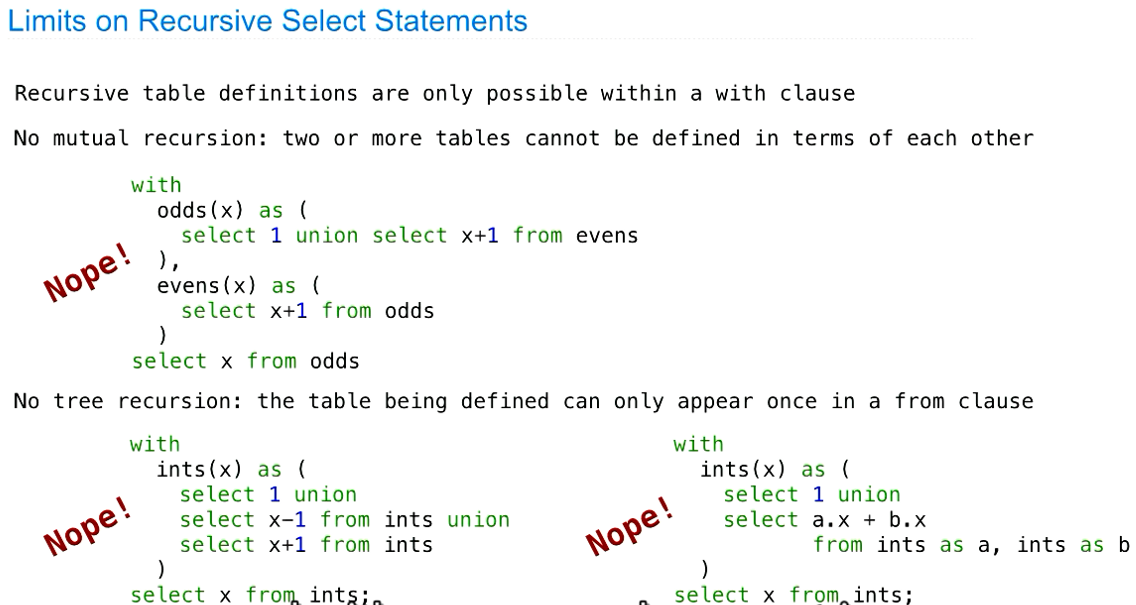 Limits on Recursive Select Statements
Recursive table definitions are only possible within a with clause
No mutual recursion: two or more tables cannot be defined in terms of each other
with
odds(x) as (
select 1 union select x+1 from evens
),
Nope!
evens(x) as (
select x+1 from odds
)
select x from odds
No tree recursion: the table being defined can only appear once in a from clause
with
ints(x) as (
select 1 union
Nope!
select x-1 from ints union
select x+1 from ints
)
select x from ints;
with
ints(x) as (
select 1 union
Nope!
select a.x + b.x
from ints as a, ints as b
)
select x from ints;